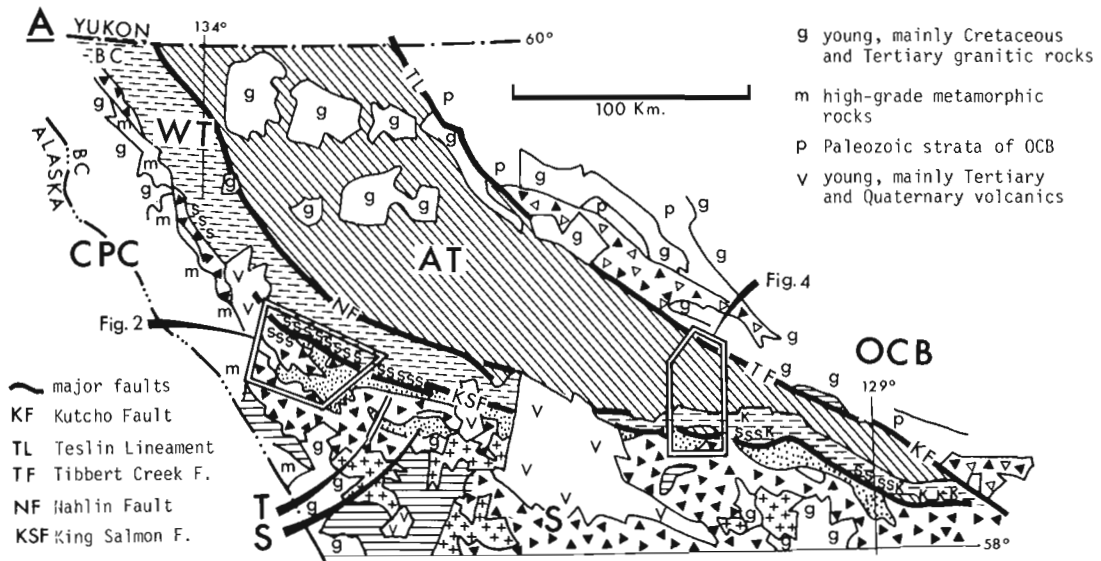 A
YUKON
134°
60°
BC
TL
p
100 Km.
g young, mainly Cretaceous
and Tertiary granitic rocks
m high-grade metamorphic
rocks
p Paleozoic strata of OCB
v young, mainly Tertiary
and Quaternary volcanics
WT
BC
ALASKA
CPC
AT
Fig. 4
Fig. 2
NF
KSF
TF
OCB
129°
KF
major faults
KF Kutcho Fault
TL Teslin Lineament
TF Tibbert Creek F.
NF Nahlin Fault
KSF King Salmon F.
T
S
S
58°